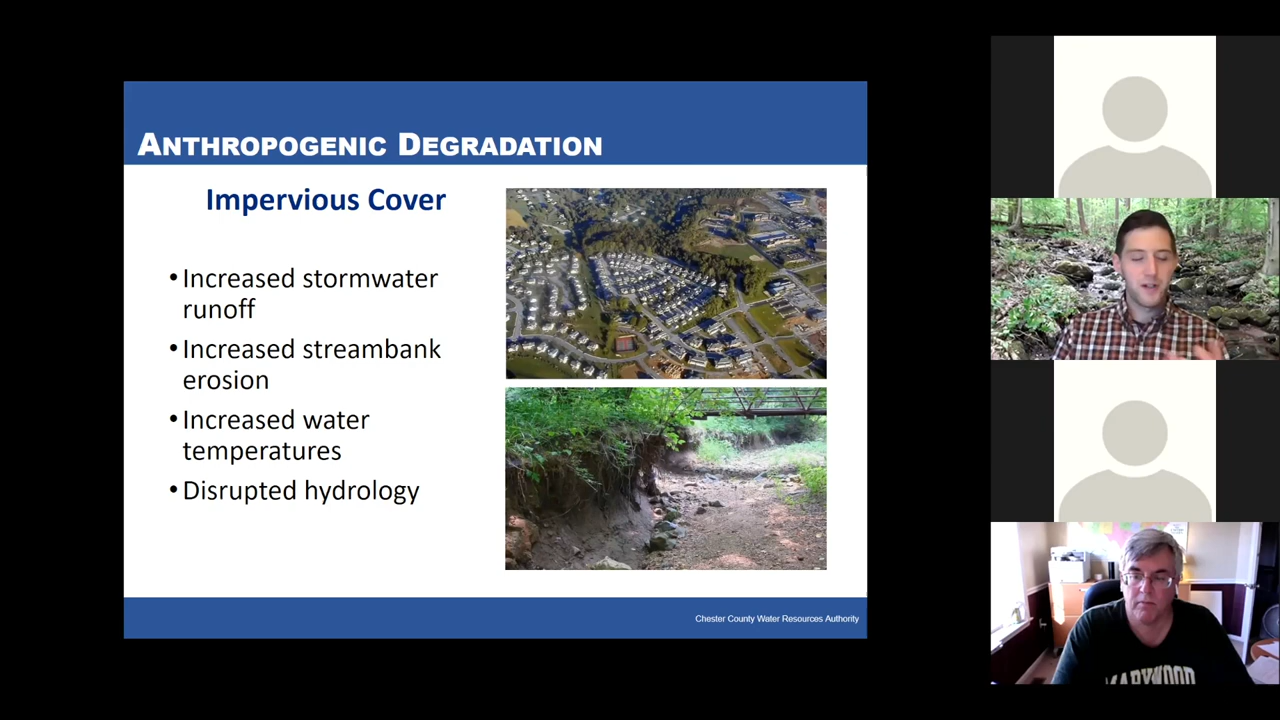 ANTHROPOGENIC DEGRADATION
Impervious Cover
•Increased stormwater
runoff
•Increased streambank
erosion
•Increased water
temperatures
•Disrupted hydrology
Chester County Water Resources Authority
MARYWOOD